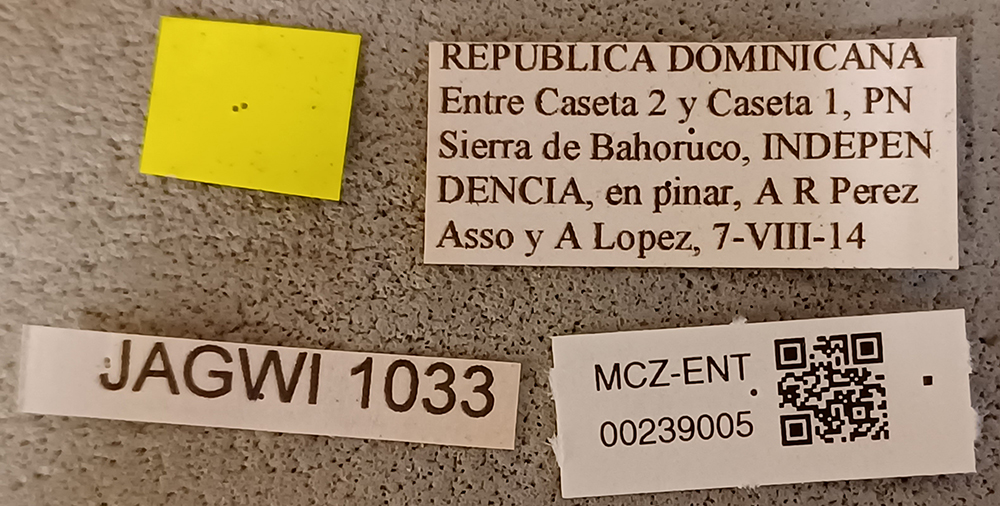 REPUBLICA DOMINICANA
Entre Caseta 2 y Caseta 1, PN
Sierra de Bahoruco, INDEPEN
DENCIA, en pinar, A R Perez
Asso y A Lopez, 7-VIII-14
JAGWI 1033
MCZ-ENT
00239005